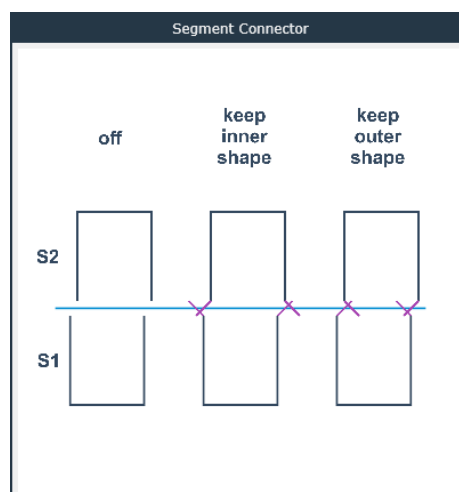 Segment Connector
off
keep
inner
shape
keep
outer
shape
S2
S1